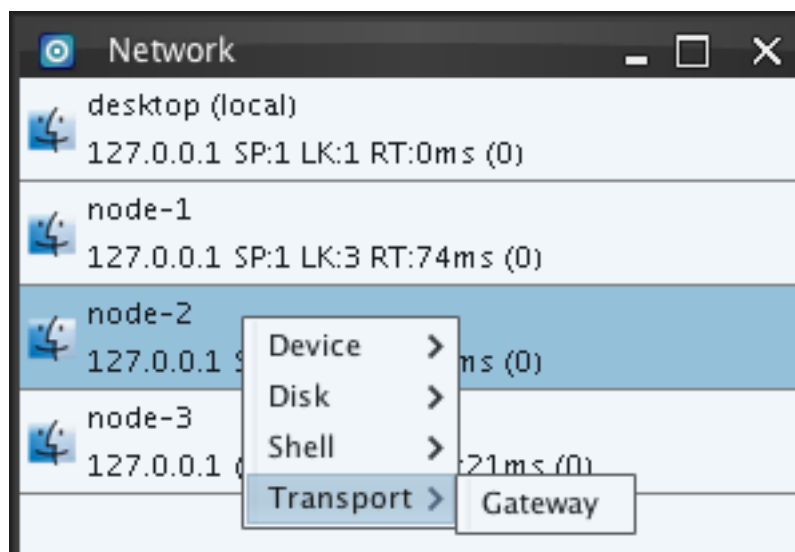 Network
desktop (local)
127.0.0.1 SP:1 LK:1 RT:0ms (0)
node-1
127.0.0.1 SP:1 LK:3 RT:74ms (0)
node-2
127.0.0.1 ms (0)
node-3
127.0.0.1 :21ms (0)
Device
Disk
Shell
Transport
Gateway